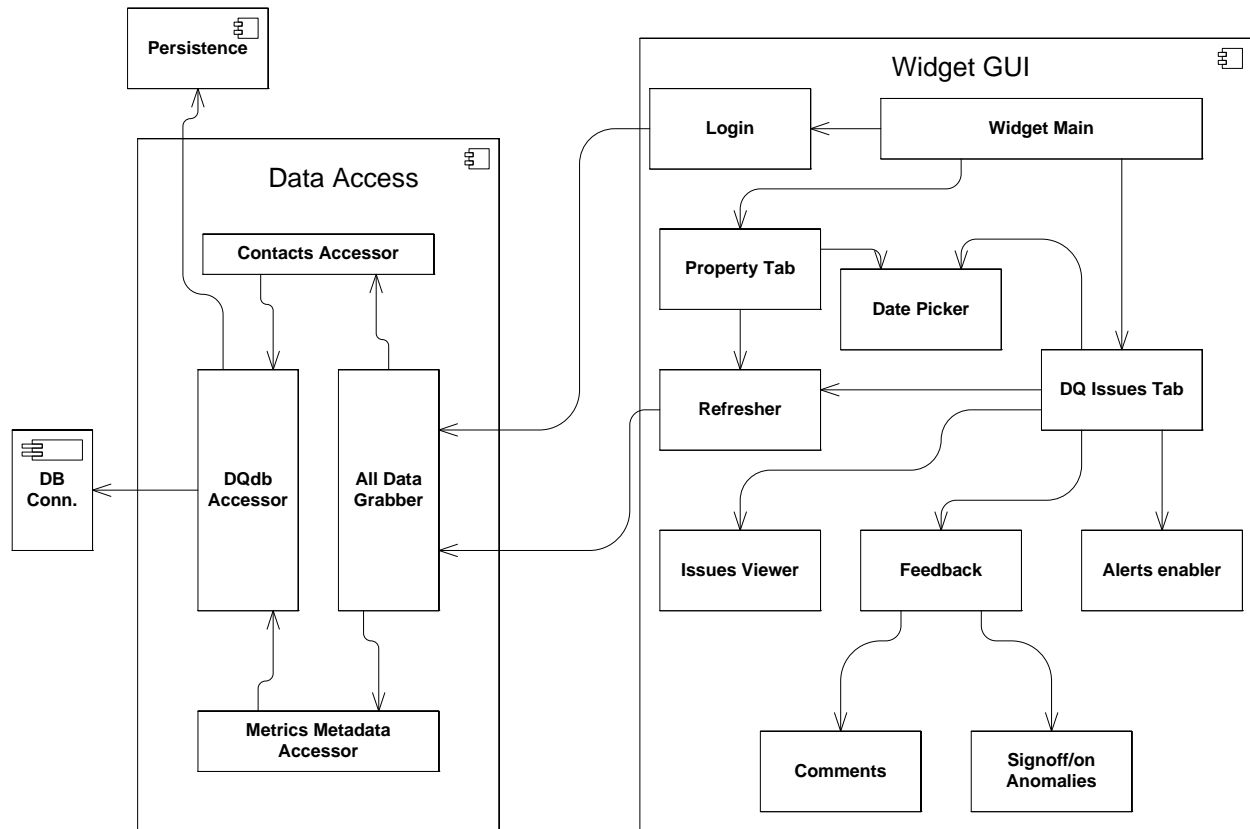 Persistence
Widget GUI
Login
Widget Main
Data Access
Contacts Accessor
Property Tab
Date Picker
DQ Issues Tab
Refresher
DB
Conn.
DQdb
Accessor
All Data
Grabber
Issues Viewer
Feedback
Alerts enabler
Metrics Metadata
Accessor
Comments
Signoff/on
Anomalies